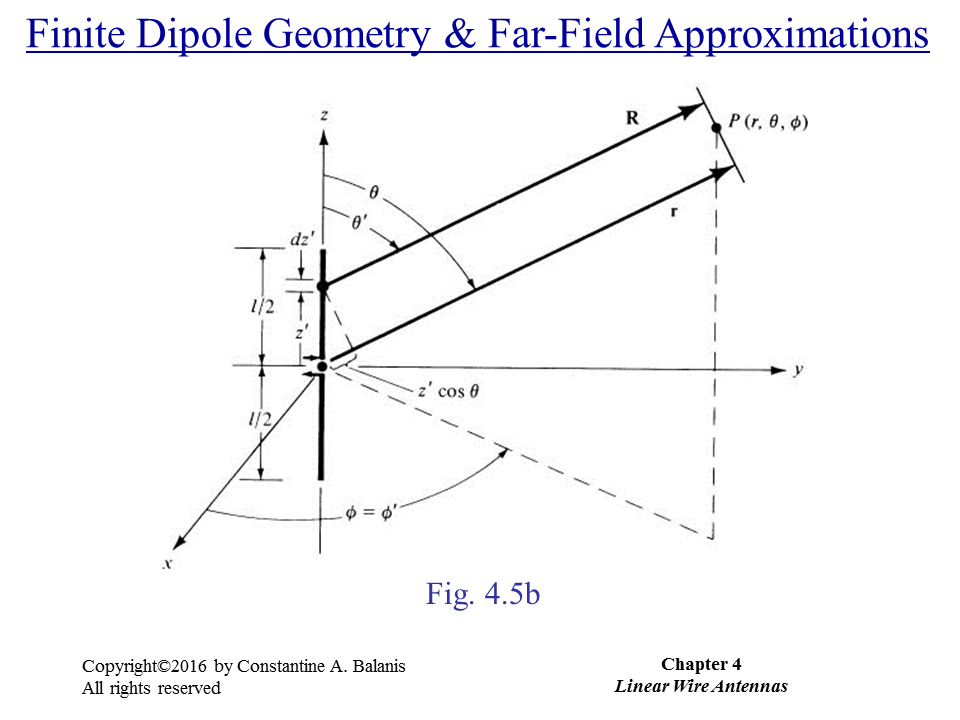 Finite Dipole Geometry & Far-Field Approximations
z
R
P (r, θ, ϕ)
θ
r
θ'
dz'
l/2
z'
y
z' cos θ
l/2
ϕ = ϕ'
x
Fig. 4.5b
Copyright©2016 by Constantine A. Balanis
All rights reserved
Chapter 4
Linear Wire Antennas